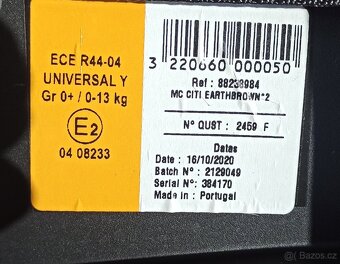 ECE R44-04
UNIVERSAL Y
Gr 0+ / 0-13 kg
E2
04 08233
3 220660 000050
Ref : 88238984
MC CITI EARTHBROWN*2
N° QUST : 2459 F
Datas
Date : 16/10/2020
Batch N° : 2129049
Serial N° : 384170
Made in : Portugal
Bazos.cz